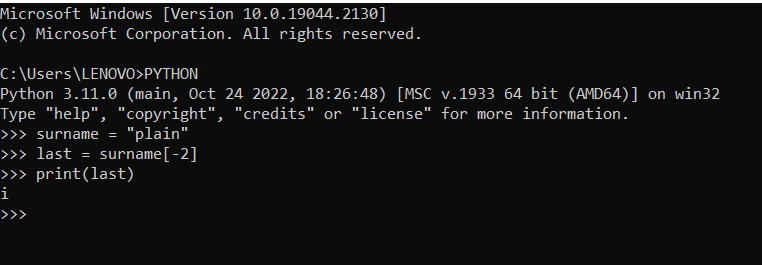 Microsoft Windows [Version 10.0.19044.2130]
(c) Microsoft Corporation. All rights reserved.
C:\Users\LENOVO>PYTHON
Python 3.11.0 (main, Oct 24 2022, 18:26:48) [MSC v.1933 64 bit (AMD64)] on win32
Type "help", "copyright", "credits" or "license" for more information.
>>> surname = "plain"
>>> last = surname[-2]
>>> print(last)
i
>>>